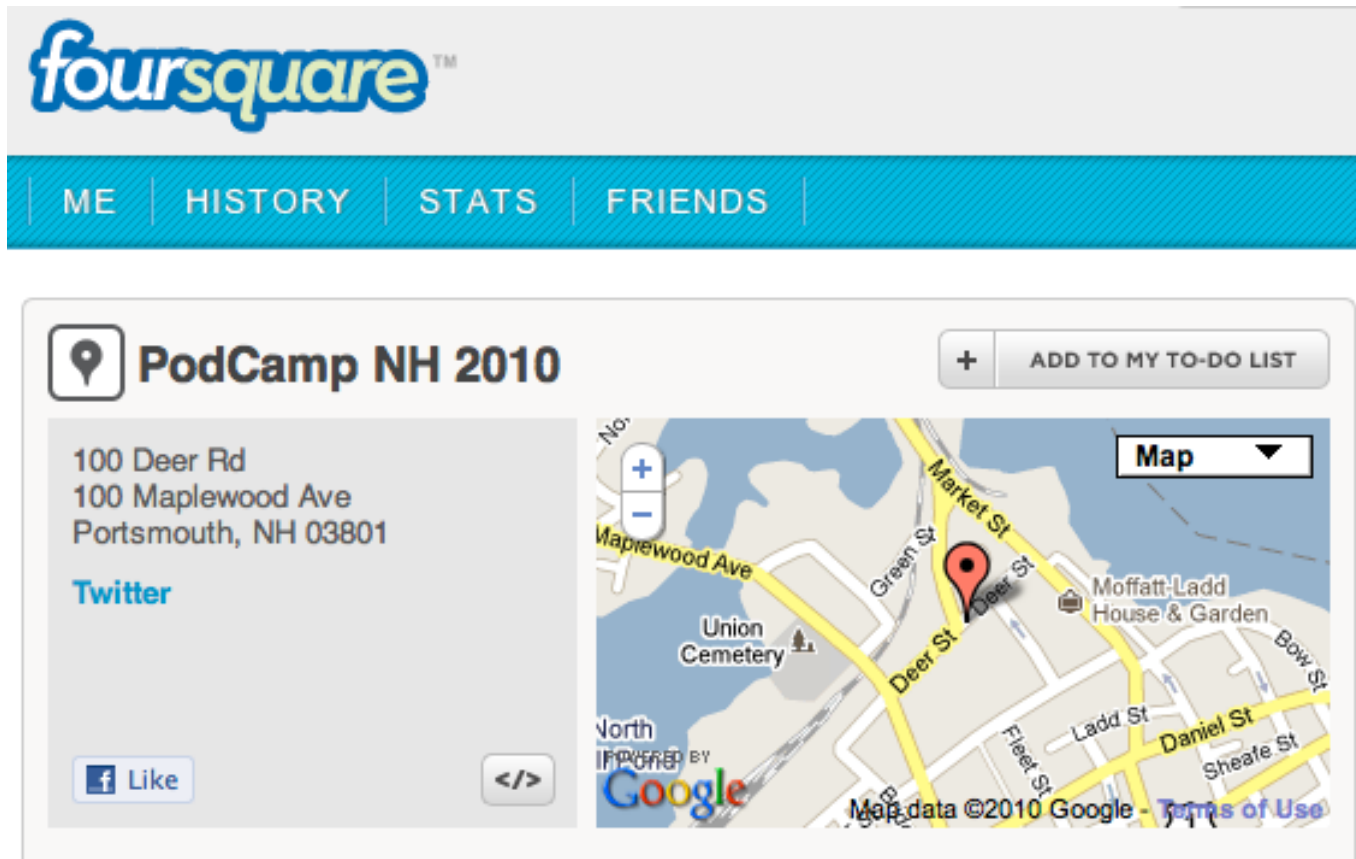 foursquare™
ME HISTORY STATS FRIENDS
PodCamp NH 2010
+ ADD TO MY TO-DO LIST
100 Deer Rd
100 Maplewood Ave
Portsmouth, NH 03801
Twitter
Like
</>
Map
+
−
Market St
Maplewood Ave
Green St
Deer St
Moffatt-Ladd
House & Garden
Union
Cemetery
Deer St
Bow St
Ladd St
Daniel St
Fleet St
Sheafe St
North
POWERED BY
Google
Map data ©2010 Google - Terms of Use